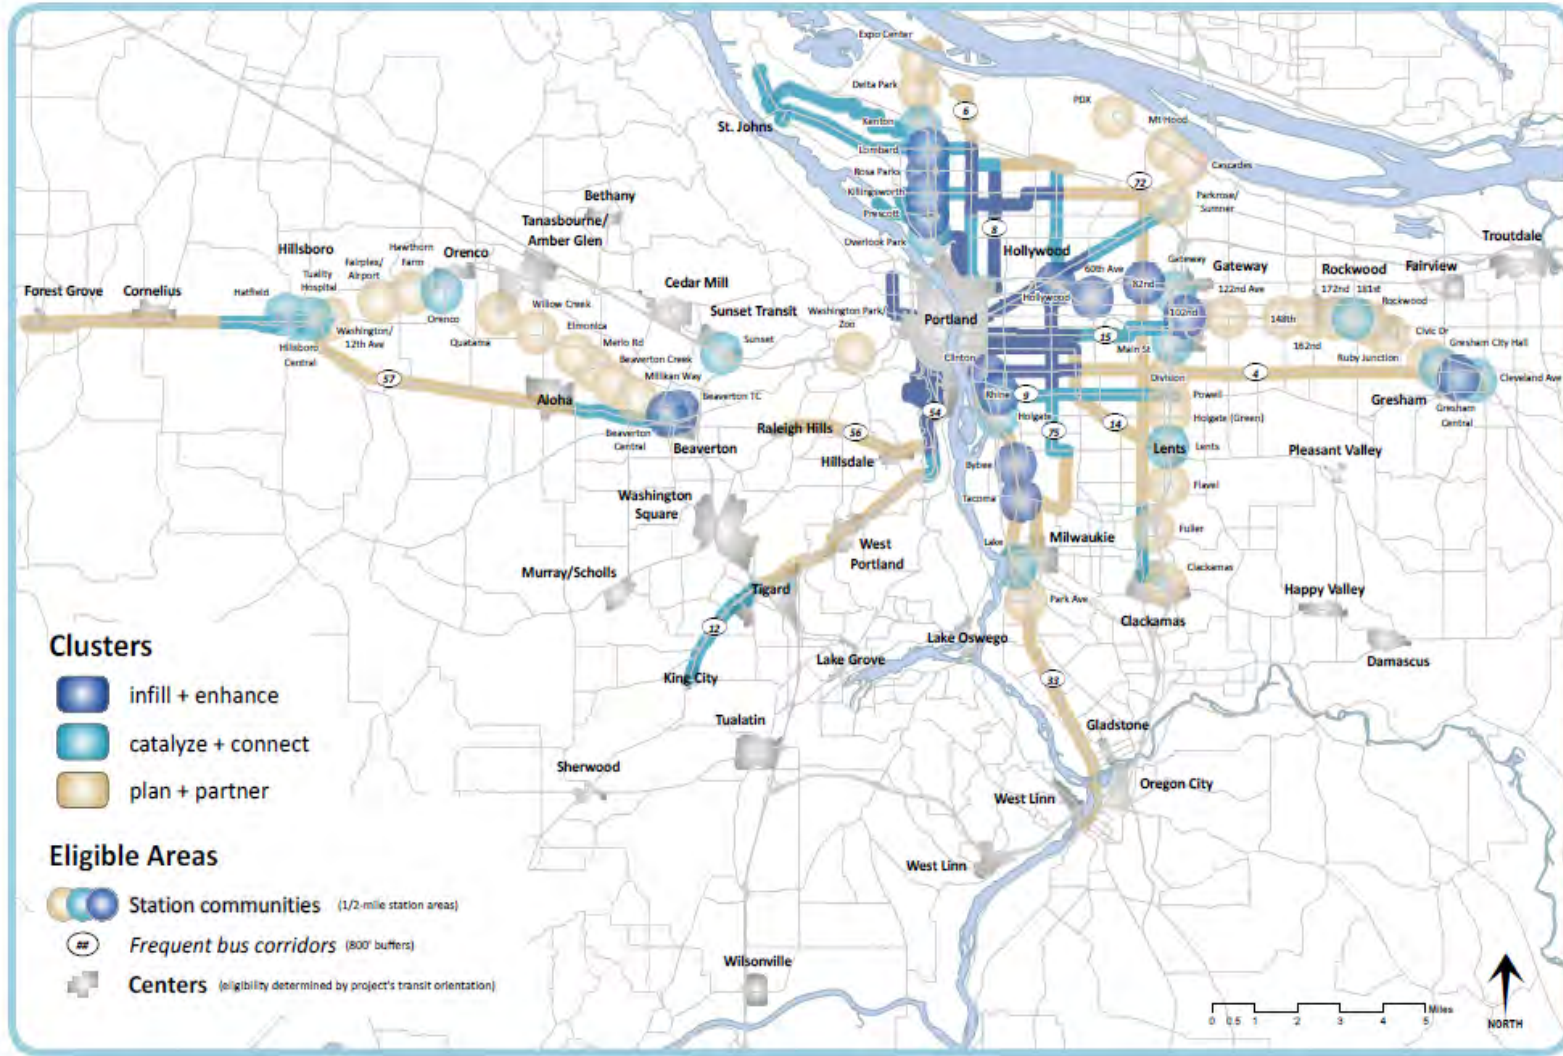 Expo Center
Delta Park
PDX
Mt Hood
6
Kenton
St. Johns
Lombard
Cascades
Rosa Parks
72
Killingsworth
Parkrose/
Sumner
Bethany
Prescott
Tanasbourne/
Amber Glen
8
Troutdale
Overlook Park
Hollywood
Hillsboro
Hawthorn
Farm
Orenco
Gateway
Gateway
Rockwood
Fairview
Fairplex/
Airport
Tuality
Hospital
60th Ave
82nd
122nd Ave
172nd
181st
Forest Grove
Cornelius
Hatfield
Cedar Mill
Hollywood
Rockwood
Willow Creek
Sunset Transit
Washington Park/
Zoo
Portland
102nd
148th
Orenco
Elmonica
Washington/
12th Ave
Quatama
Merlo Rd
Sunset
15
Civic Dr
Hillsboro
Central
Main St
162nd
Gresham City Hall
Beaverton Creek
Clinton
Ruby Junction
57
Millikan Way
Division
4
Cleveland Ave
Aloha
Beaverton TC
Rhine
9
Powell
Gresham
Gresham
Central
54
Holgate
Holgate (Green)
Raleigh Hills
56
75
14
Beaverton
Central
Beaverton
Hillsdale
Bybee
Lents
Lents
Pleasant Valley
Washington
Square
Tacoma
Flavel
Fuller
West
Portland
Lake
Milwaukie
Murray/Scholls
Clackamas
Tigard
Park Ave
Happy Valley
Clackamas
12
Lake Oswego
Clusters
Lake Grove
Damascus
King City
33
infill + enhance
Tualatin
Gladstone
catalyze + connect
Sherwood
plan + partner
West Linn
Oregon City
Eligible Areas
West Linn
Station communities (1/2-mile station areas)
## Frequent bus corridors (800' buffers)
Wilsonville
Centers (eligibility determined by project's transit orientation)
Miles
0 0.5 1 2 3 4 5
NORTH